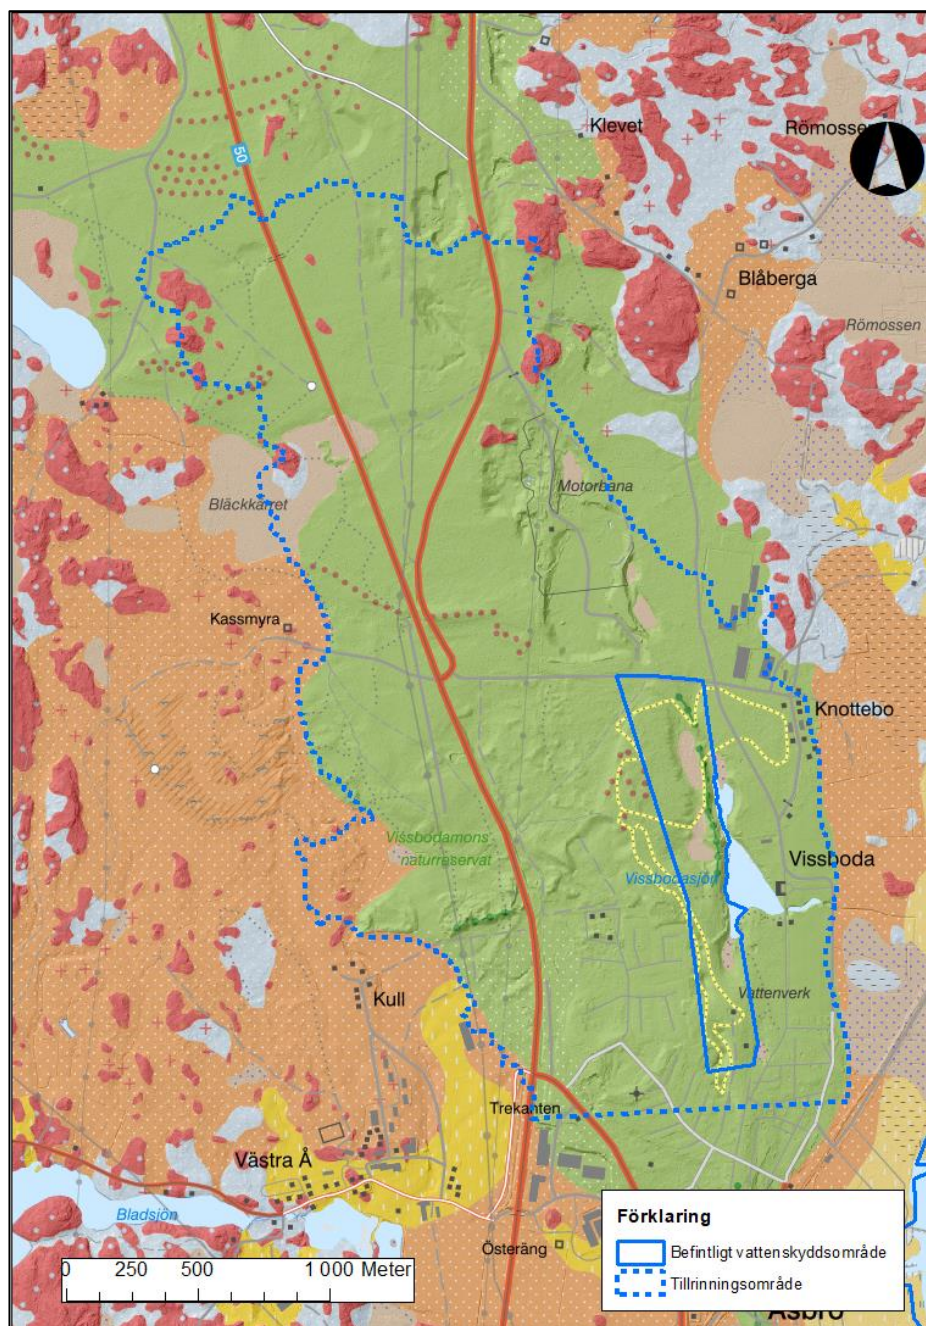 Klevet
Römossen
50
Blåberga
Römossen
Motorbana
Bläckkärret
Kassmyra
Knottebo
Vissbodamons
naturreservat
Vissboda
Vissbodasjön
Vattenverk
Kull
Trekanten
Västra Å
Bladsjön
Österäng
Förklaring
Befintligt vattenskyddsområde
Tillrinningsområde
0 250 500 1 000 Meter
Åsbro